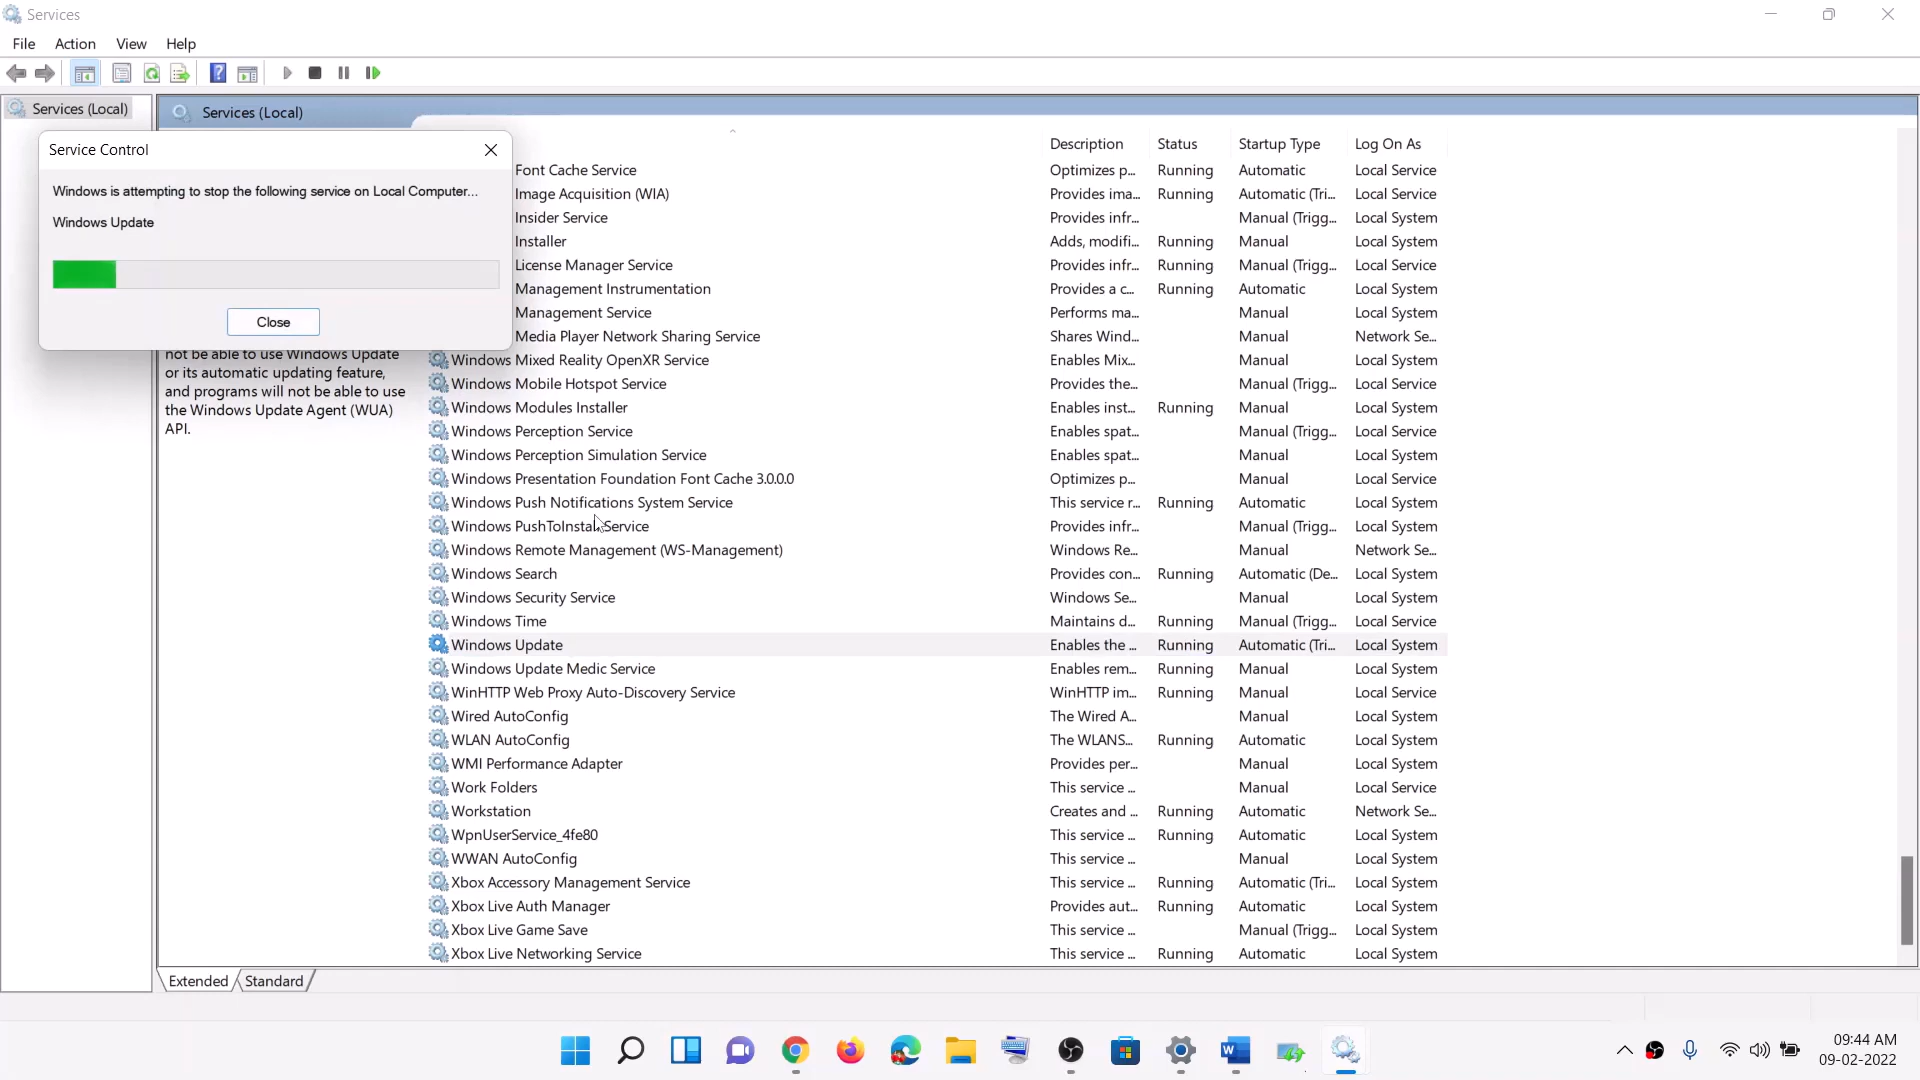 Services
File Action View Help
Services (Local)
Services (Local)
Service Control
Windows is attempting to stop the following service on Local Computer...
Windows Update
Close
not be able to use Windows Update
or its automatic updating feature,
and programs will not be able to use
the Windows Update Agent (WUA)
API.
Description Status Startup Type Log On As
Font Cache Service Optimizes p... Running Automatic Local Service
Image Acquisition (WIA) Provides ima... Running Automatic (Tri... Local Service
Insider Service Provides infr... Manual (Trigg... Local System
Installer Adds, modifi... Running Manual Local System
License Manager Service Provides infr... Running Manual (Trigg... Local Service
Management Instrumentation Provides a c... Running Automatic Local System
Management Service Performs ma... Manual Local System
Media Player Network Sharing Service Shares Wind... Manual Network Se...
Windows Mixed Reality OpenXR Service Enables Mix... Manual Local System
Windows Mobile Hotspot Service Provides the... Manual (Trigg... Local Service
Windows Modules Installer Enables inst... Running Manual Local System
Windows Perception Service Enables spat... Manual (Trigg... Local Service
Windows Perception Simulation Service Enables spat... Manual Local System
Windows Presentation Foundation Font Cache 3.0.0.0 Optimizes p... Manual Local Service
Windows Push Notifications System Service This service r... Running Automatic Local System
Windows PushToInstall Service Provides infr... Manual (Trigg... Local System
Windows Remote Management (WS-Management) Windows Re... Manual Network Se...
Windows Search Provides con... Running Automatic (De... Local System
Windows Security Service Windows Se... Manual Local System
Windows Time Maintains d... Running Manual (Trigg... Local Service
Windows Update Enables the ... Running Automatic (Tri... Local System
Windows Update Medic Service Enables rem... Running Manual Local System
WinHTTP Web Proxy Auto-Discovery Service WinHTTP im... Running Manual Local Service
Wired AutoConfig The Wired A... Manual Local System
WLAN AutoConfig The WLANS... Running Automatic Local System
WMI Performance Adapter Provides per... Manual Local System
Work Folders This service ... Manual Local Service
Workstation Creates and ... Running Automatic Network Se...
WpnUserService_4fe80 This service ... Running Automatic Local System
WWAN AutoConfig This service ... Manual Local System
Xbox Accessory Management Service This service ... Running Automatic (Tri... Local System
Xbox Live Auth Manager Provides aut... Running Automatic Local System
Xbox Live Game Save This service ... Manual (Trigg... Local System
Xbox Live Networking Service This service ... Running Automatic Local System
Extended Standard
09:44 AM
09-02-2022